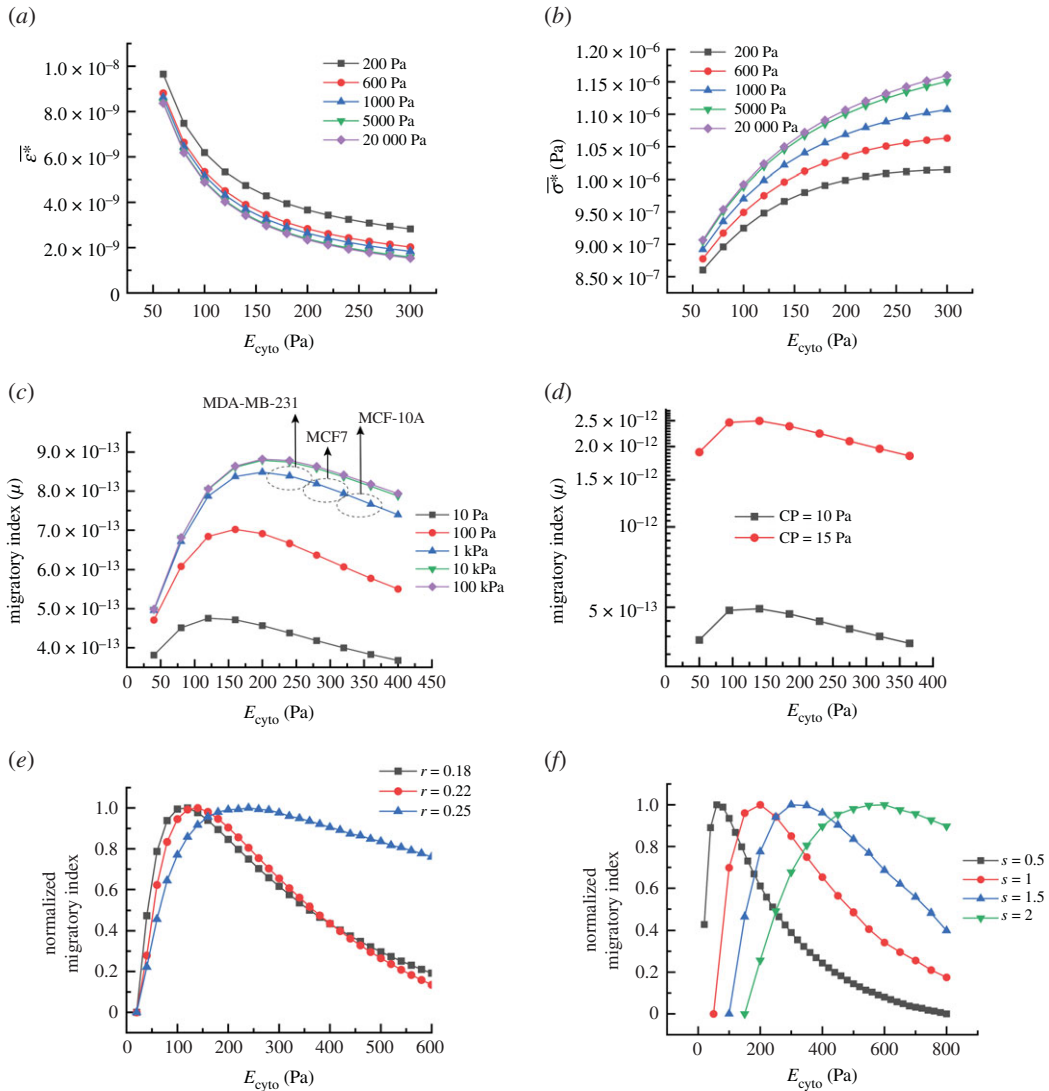 (a)
1.0 × 10⁻⁸
8.0 × 10⁻⁹
6.0 × 10⁻⁹
4.0 × 10⁻⁹
2.0 × 10⁻⁹
0
ε̅*
200 Pa
600 Pa
1000 Pa
5000 Pa
20 000 Pa
50 100 150 200 250 300
E_cyto (Pa)
(b)
1.20 × 10⁻⁶
1.15 × 10⁻⁶
1.10 × 10⁻⁶
1.05 × 10⁻⁶
1.00 × 10⁻⁶
9.50 × 10⁻⁷
9.00 × 10⁻⁷
8.50 × 10⁻⁷
σ̅* (Pa)
200 Pa
600 Pa
1000 Pa
5000 Pa
20 000 Pa
50 100 150 200 250 300
E_cyto (Pa)
(c)
9.0 × 10⁻¹³
8.0 × 10⁻¹³
7.0 × 10⁻¹³
6.0 × 10⁻¹³
5.0 × 10⁻¹³
4.0 × 10⁻¹³
migratory index (μ)
MDA-MB-231
MCF7
MCF-10A
10 Pa
100 Pa
1 kPa
10 kPa
100 kPa
0 50 100 150 200 250 300 350 400 450
E_cyto (Pa)
(d)
2.5 × 10⁻¹²
2.0 × 10⁻¹²
10⁻¹²
5 × 10⁻¹³
migratory index (μ)
CP = 10 Pa
CP = 15 Pa
0 50 100 150 200 250 300 350 400
E_cyto (Pa)
(e)
1.0
0.8
0.6
0.4
0.2
0
normalized
migratory index
r = 0.18
r = 0.22
r = 0.25
0 100 200 300 400 500 600
E_cyto (Pa)
(f)
1.0
0.8
0.6
0.4
0.2
0
normalized
migratory index
s = 0.5
s = 1
s = 1.5
s = 2
0 200 400 600 800
E_cyto (Pa)